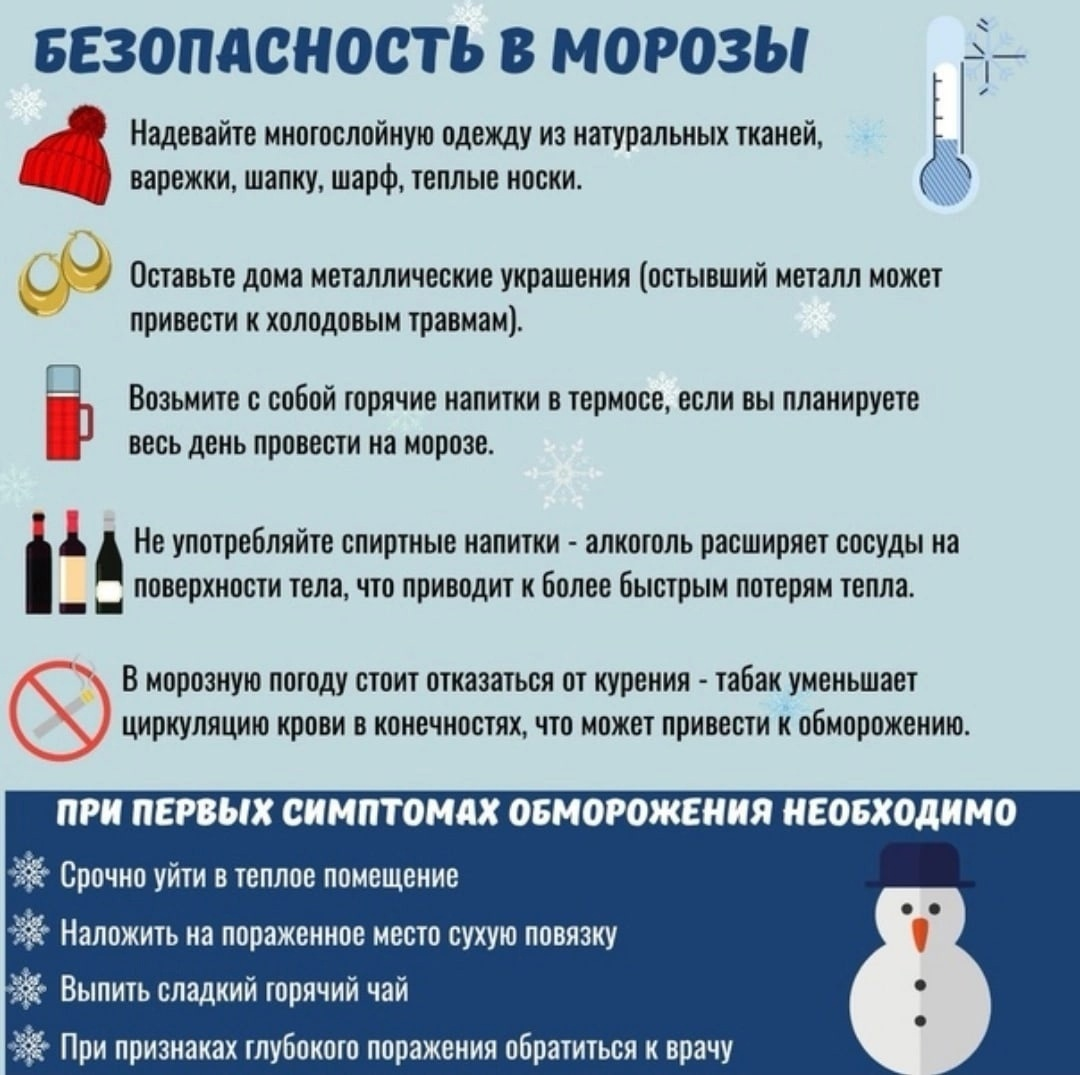 БЕЗОПАСНОСТЬ В МОРОЗЫ
Надевайте многослойную одежду из натуральных тканей,
варежки, шапку, шарф, теплые носки.
Оставьте дома металлические украшения (остывший металл может
привести к холодовым травмам).
Возьмите с собой горячие напитки в термосе, если вы планируете
весь день провести на морозе.
Не употребляйте спиртные напитки - алкоголь расширяет сосуды на
поверхности тела, что приводит к более быстрым потерям тепла.
В морозную погоду стоит отказаться от курения - табак уменьшает
циркуляцию крови в конечностях, что может привести к обморожению.
ПРИ ПЕРВЫХ СИМПТОМАХ ОБМОРОЖЕНИЯ НЕОБХОДИМО
Срочно уйти в теплое помещение
Наложить на пораженное место сухую повязку
Выпить сладкий горячий чай
При признаках глубокого поражения обратиться к врачу